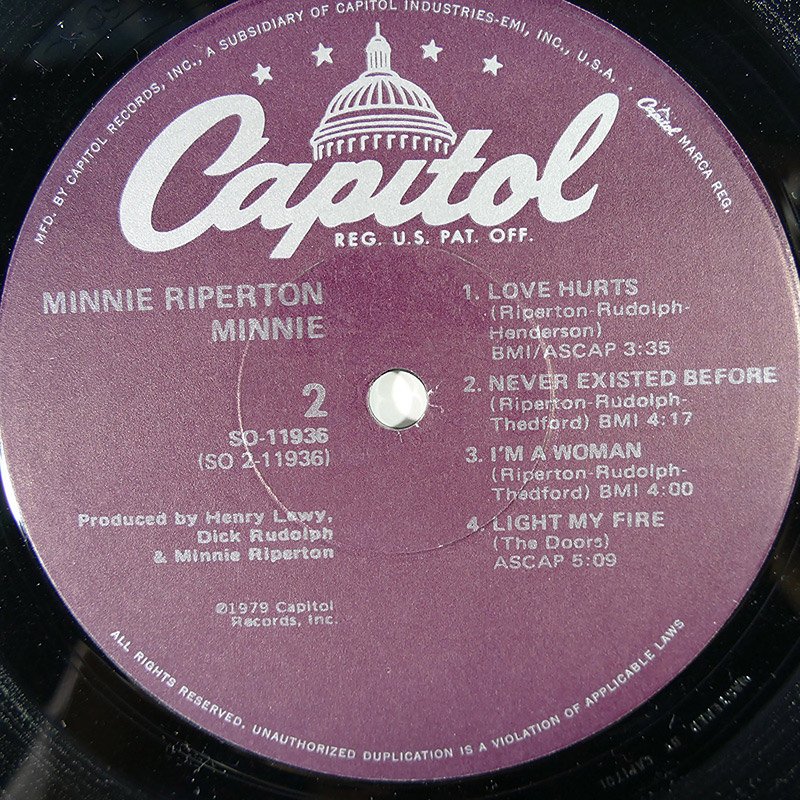 MFD. BY CAPITOL RECORDS, INC., A SUBSIDIARY OF CAPITOL INDUSTRIES-EMI, INC., U.S.A. . Capitol MARCA REG.
Capitol
REG. U.S. PAT. OFF.
MINNIE RIPERTON
MINNIE
2
SO-11936
(SO 2-11936)
Produced by Henry Lewy,
Dick Rudolph
& Minnie Riperton
℗1979 Capitol
Records, Inc.
1. LOVE HURTS
(Riperton-Rudolph-
Henderson)
BMI/ASCAP 3:35
2. NEVER EXISTED BEFORE
(Riperton-Rudolph-
Thedford) BMI 4:17
3. I'M A WOMAN
(Riperton-Rudolph-
Thedford) BMI 4:00
4. LIGHT MY FIRE
(The Doors)
ASCAP 5:09
ALL RIGHTS RESERVED. UNAUTHORIZED DUPLICATION IS A VIOLATION OF APPLICABLE LAWS